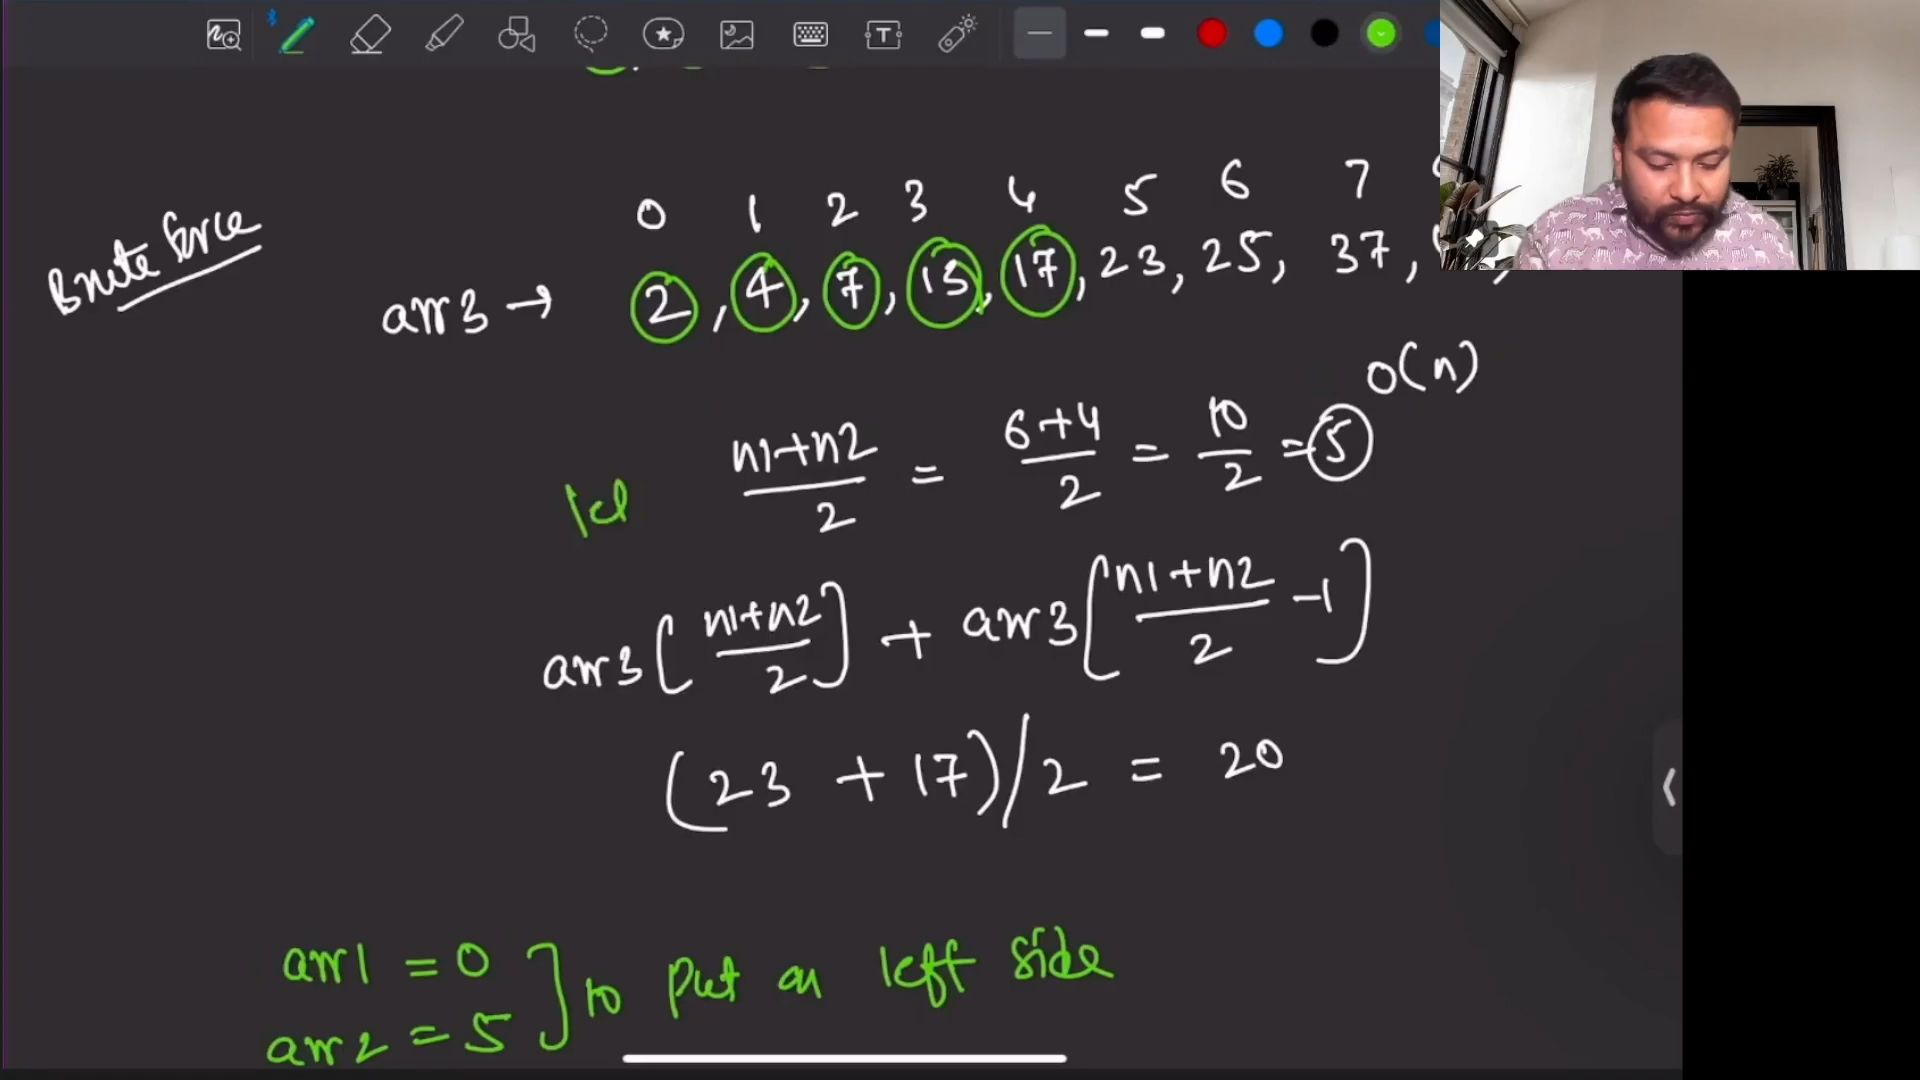 0 1 2 3 4 5 6 7
Brute force
arr3 → 2, 4, 7, 15, 17, 23, 25, 37,
O(n)
n1+n2/2 = 6+4/2 = 10/2 = 5
arr3[n1+n2/2] + arr3[n1+n2/2 -1]
(23 + 17)/2 = 20
arr1 = 0
arr2 = 5 ] to put on left side